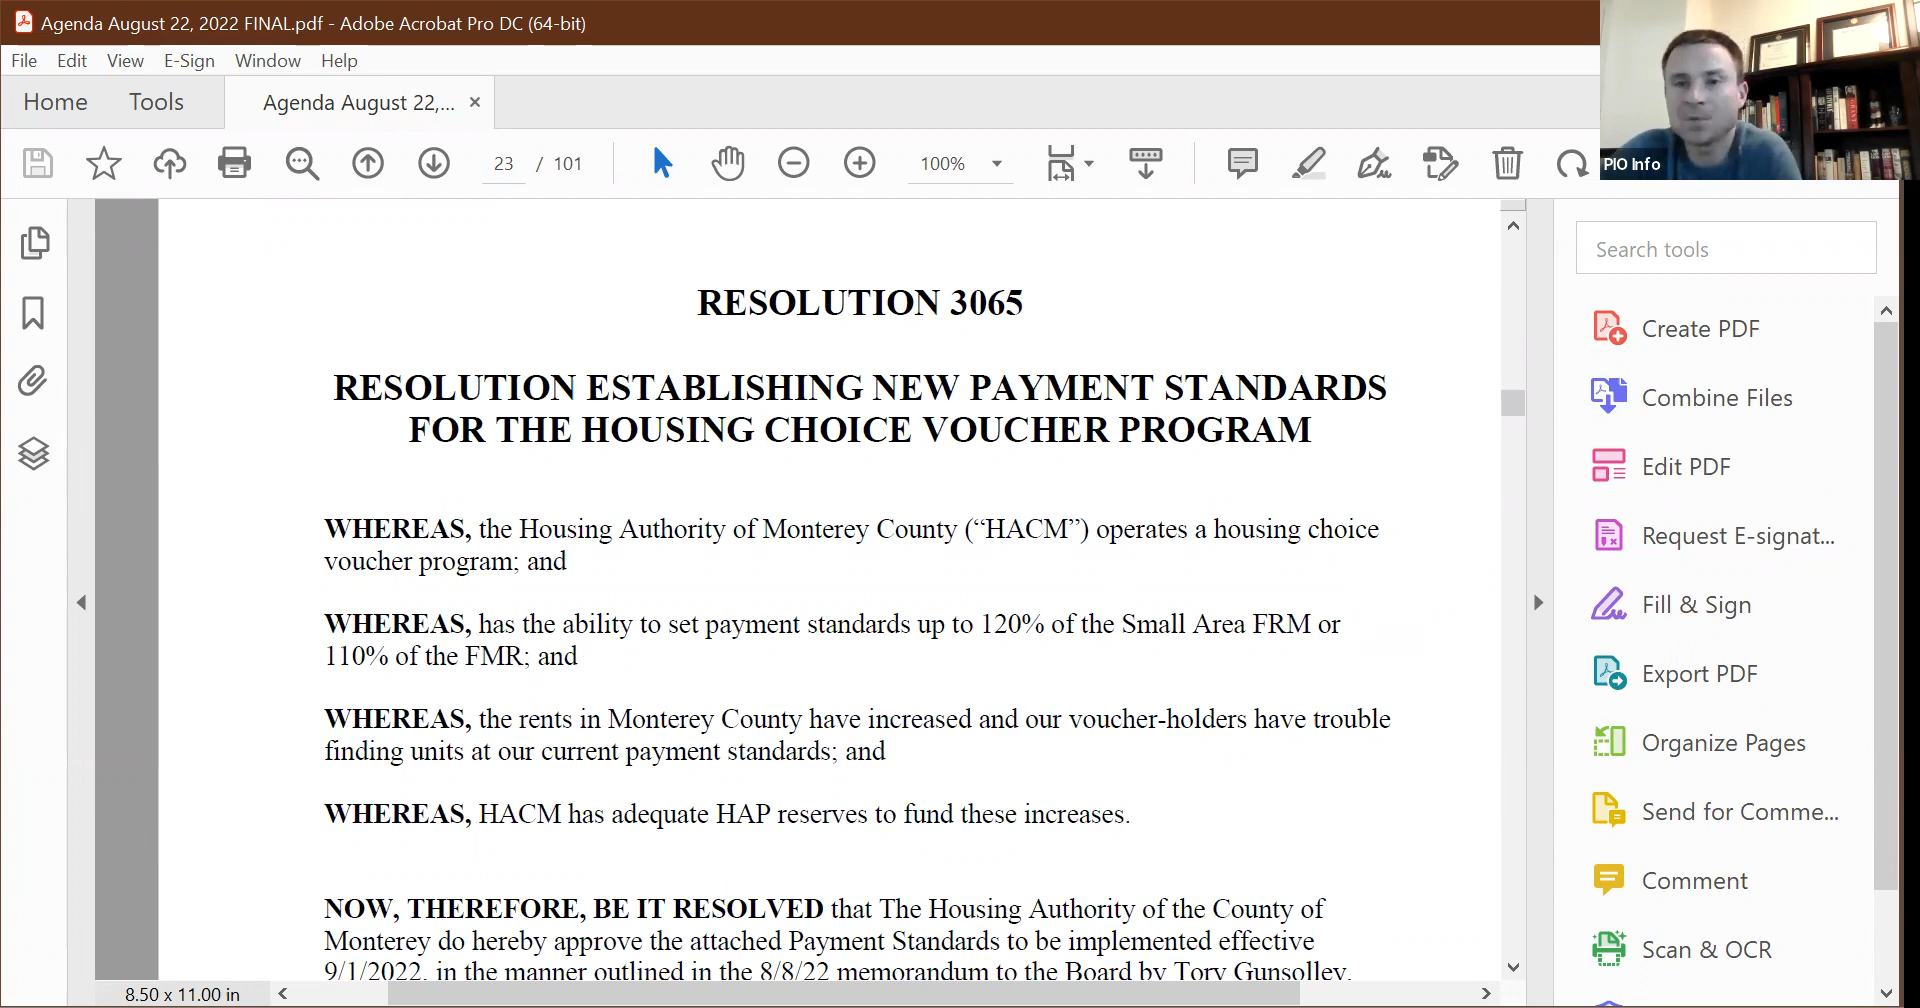 Agenda August 22, 2022 FINAL.pdf - Adobe Acrobat Pro DC (64-bit)
File Edit View E-Sign Window Help
Home Tools Agenda August 22,... ×
23 / 101 100%
PIO Info
Search tools
RESOLUTION 3065
RESOLUTION ESTABLISHING NEW PAYMENT STANDARDS
FOR THE HOUSING CHOICE VOUCHER PROGRAM
WHEREAS, the Housing Authority of Monterey County (“HACM”) operates a housing choice
voucher program; and
WHEREAS, has the ability to set payment standards up to 120% of the Small Area FRM or
110% of the FMR; and
WHEREAS, the rents in Monterey County have increased and our voucher-holders have trouble
finding units at our current payment standards; and
WHEREAS, HACM has adequate HAP reserves to fund these increases.
NOW, THEREFORE, BE IT RESOLVED that The Housing Authority of the County of
Monterey do hereby approve the attached Payment Standards to be implemented effective
9/1/2022, in the manner outlined in the 8/8/22 memorandum to the Board by Tory Gunsolley.
8.50 x 11.00 in
Create PDF
Combine Files
Edit PDF
Request E-signat...
Fill & Sign
Export PDF
Organize Pages
Send for Comme...
Comment
Scan & OCR